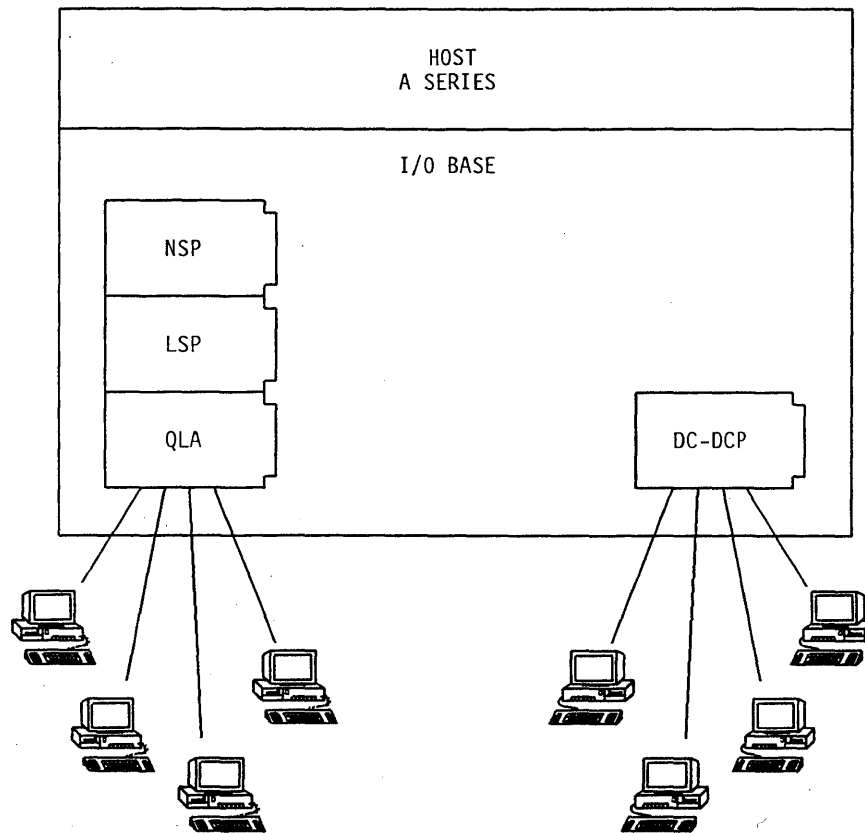 HOST
A SERIES
I/O BASE
NSP
LSP
QLA
DC-DCP